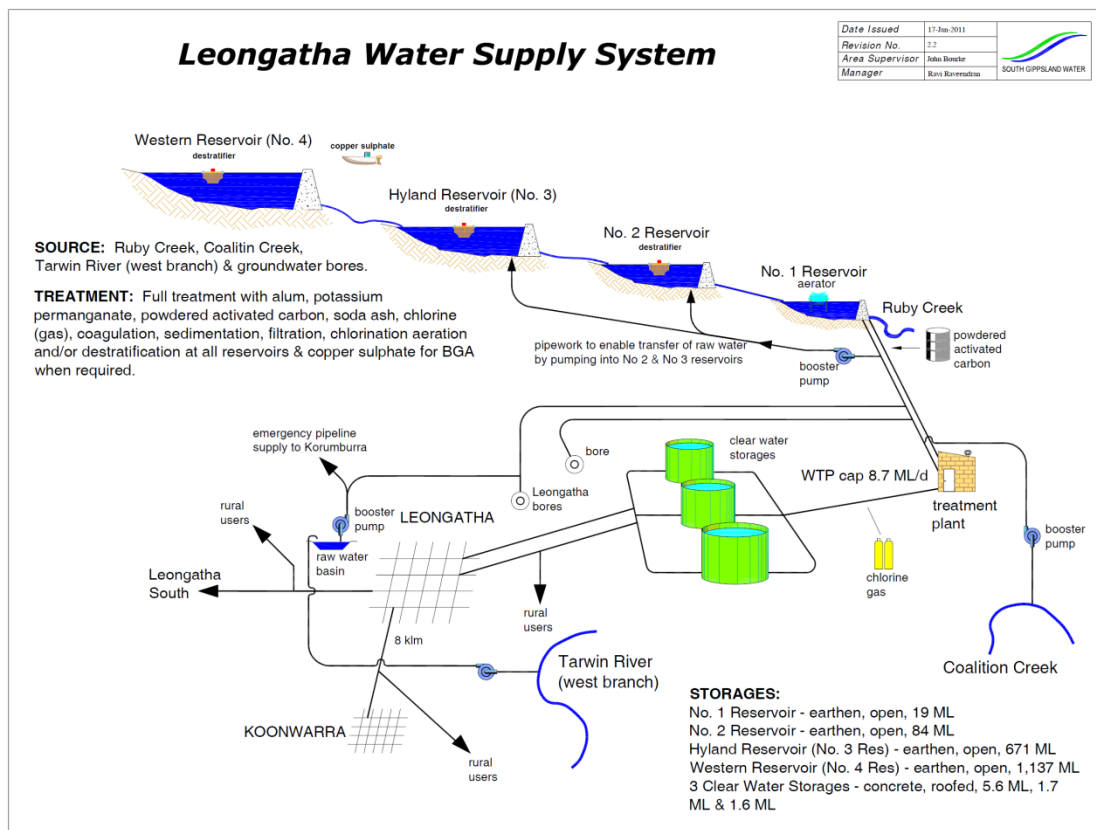 Leongatha Water Supply System
Date Issued 17-Jan-2011
Revision No. 2.2
Area Supervisor John Bourke
Manager Ravi Raveendran
SOUTH GIPPSLAND WATER
Western Reservoir (No. 4)
destratifier
copper sulphate
Hyland Reservoir (No. 3)
destratifier
No. 2 Reservoir
destratifier
No. 1 Reservoir
aerator
Ruby Creek
SOURCE: Ruby Creek, Coalitin Creek,
Tarwin River (west branch) & groundwater bores.
TREATMENT: Full treatment with alum, potassium
permanganate, powdered activated carbon, soda ash, chlorine
(gas), coagulation, sedimentation, filtration, chlorination aeration
and/or destratification at all reservoirs & copper sulphate for BGA
when required.
pipework to enable transfer of raw water
by pumping into No 2 & No 3 reservoirs
booster
pump
powdered
activated
carbon
emergency pipeline
supply to Korumburra
bore
clear water
storages
Leongatha
bores
WTP cap 8.7 ML/d
treatment
plant
rural
users
booster
pump
LEONGATHA
raw water
basin
booster
pump
chlorine
gas
Leongatha
South
rural
users
8 klm
Tarwin River
(west branch)
Coalition Creek
KOONWARRA
rural
users
STORAGES:
No. 1 Reservoir - earthen, open, 19 ML
No. 2 Reservoir - earthen, open, 84 ML
Hyland Reservoir (No. 3 Res) - earthen, open, 671 ML
Western Reservoir (No. 4 Res) - earthen, open, 1,137 ML
3 Clear Water Storages - concrete, roofed, 5.6 ML, 1.7
ML & 1.6 ML